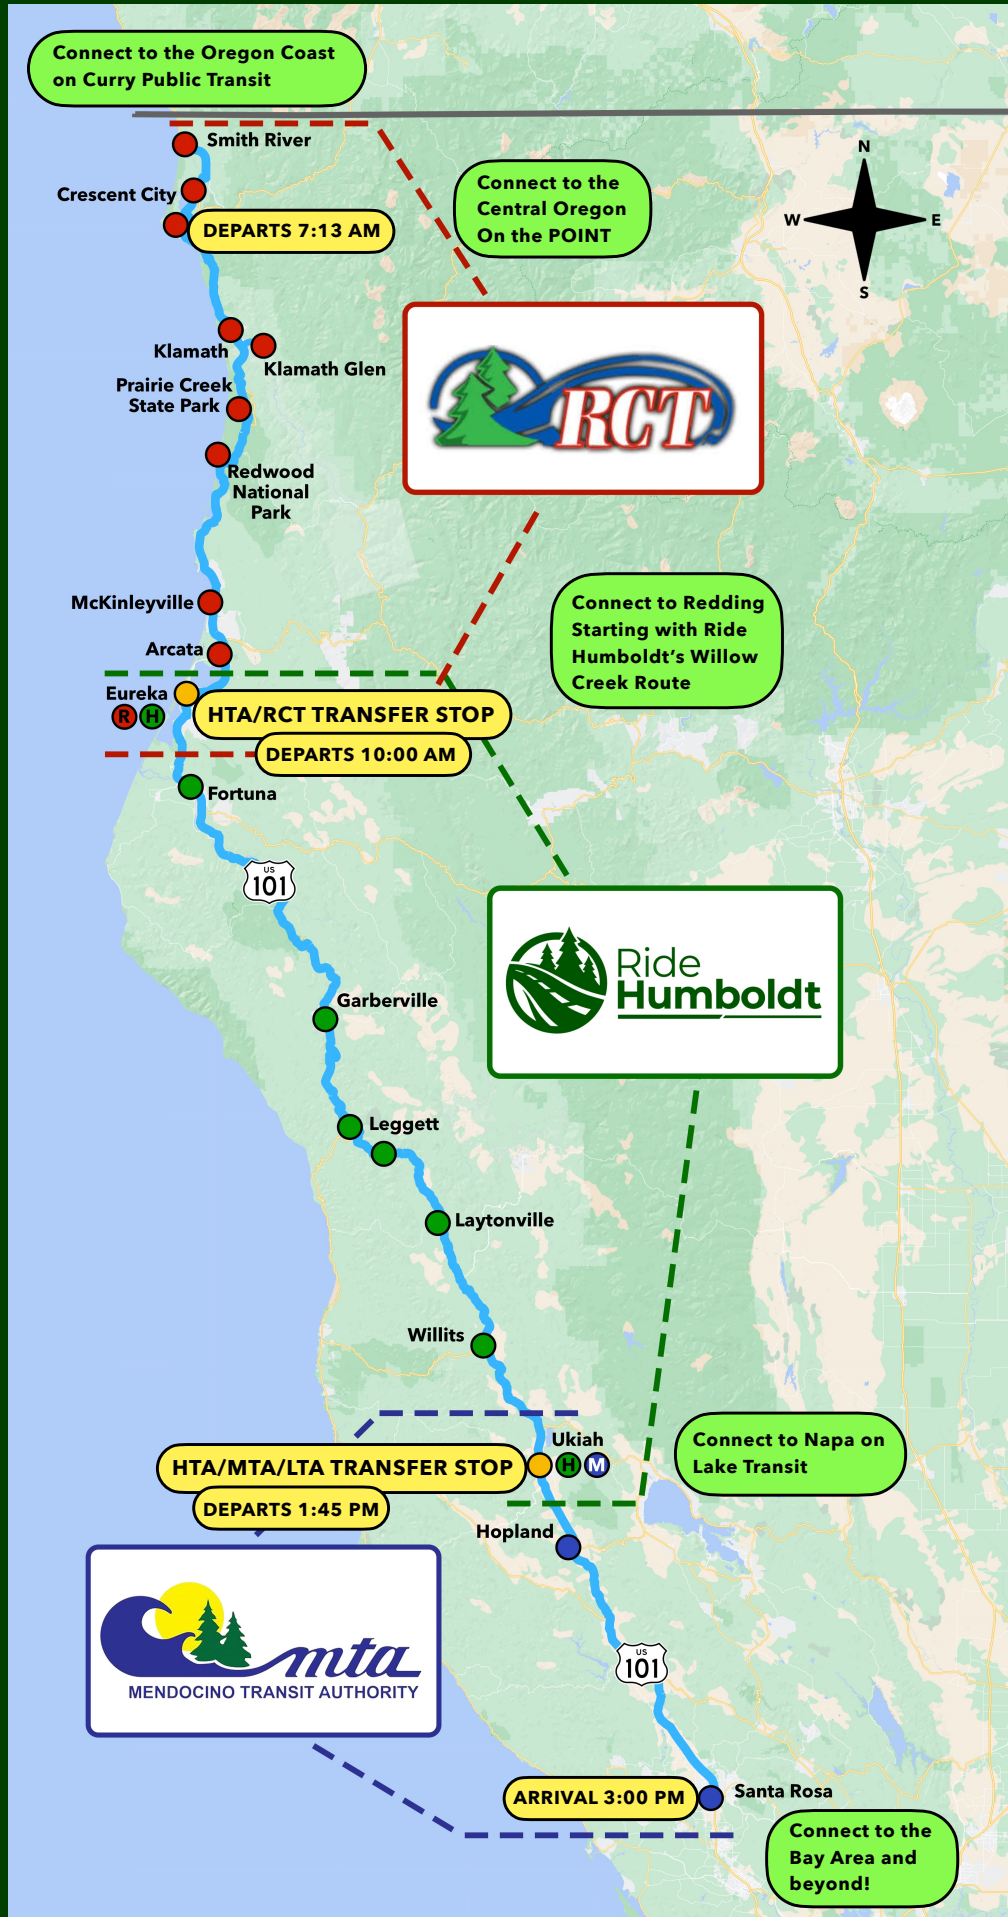 Connect to the Oregon Coast
on Curry Public Transit
Smith River
N
W
E
S
Connect to the
Central Oregon
On the POINT
Crescent City
DEPARTS 7:13 AM
Klamath
Klamath Glen
RCT
Prairie Creek
State Park
Redwood
National
Park
McKinleyville
Connect to Redding
Starting with Ride
Humboldt's Willow
Creek Route
Arcata
Eureka
R H
HTA/RCT TRANSFER STOP
DEPARTS 10:00 AM
Fortuna
US
101
Ride
Humboldt
Garberville
Leggett
Laytonville
Willits
Ukiah
H M
HTA/MTA/LTA TRANSFER STOP
DEPARTS 1:45 PM
Connect to Napa on
Lake Transit
Hopland
mta
MENDOCINO TRANSIT AUTHORITY
US
101
ARRIVAL 3:00 PM
Santa Rosa
Connect to the
Bay Area and
beyond!